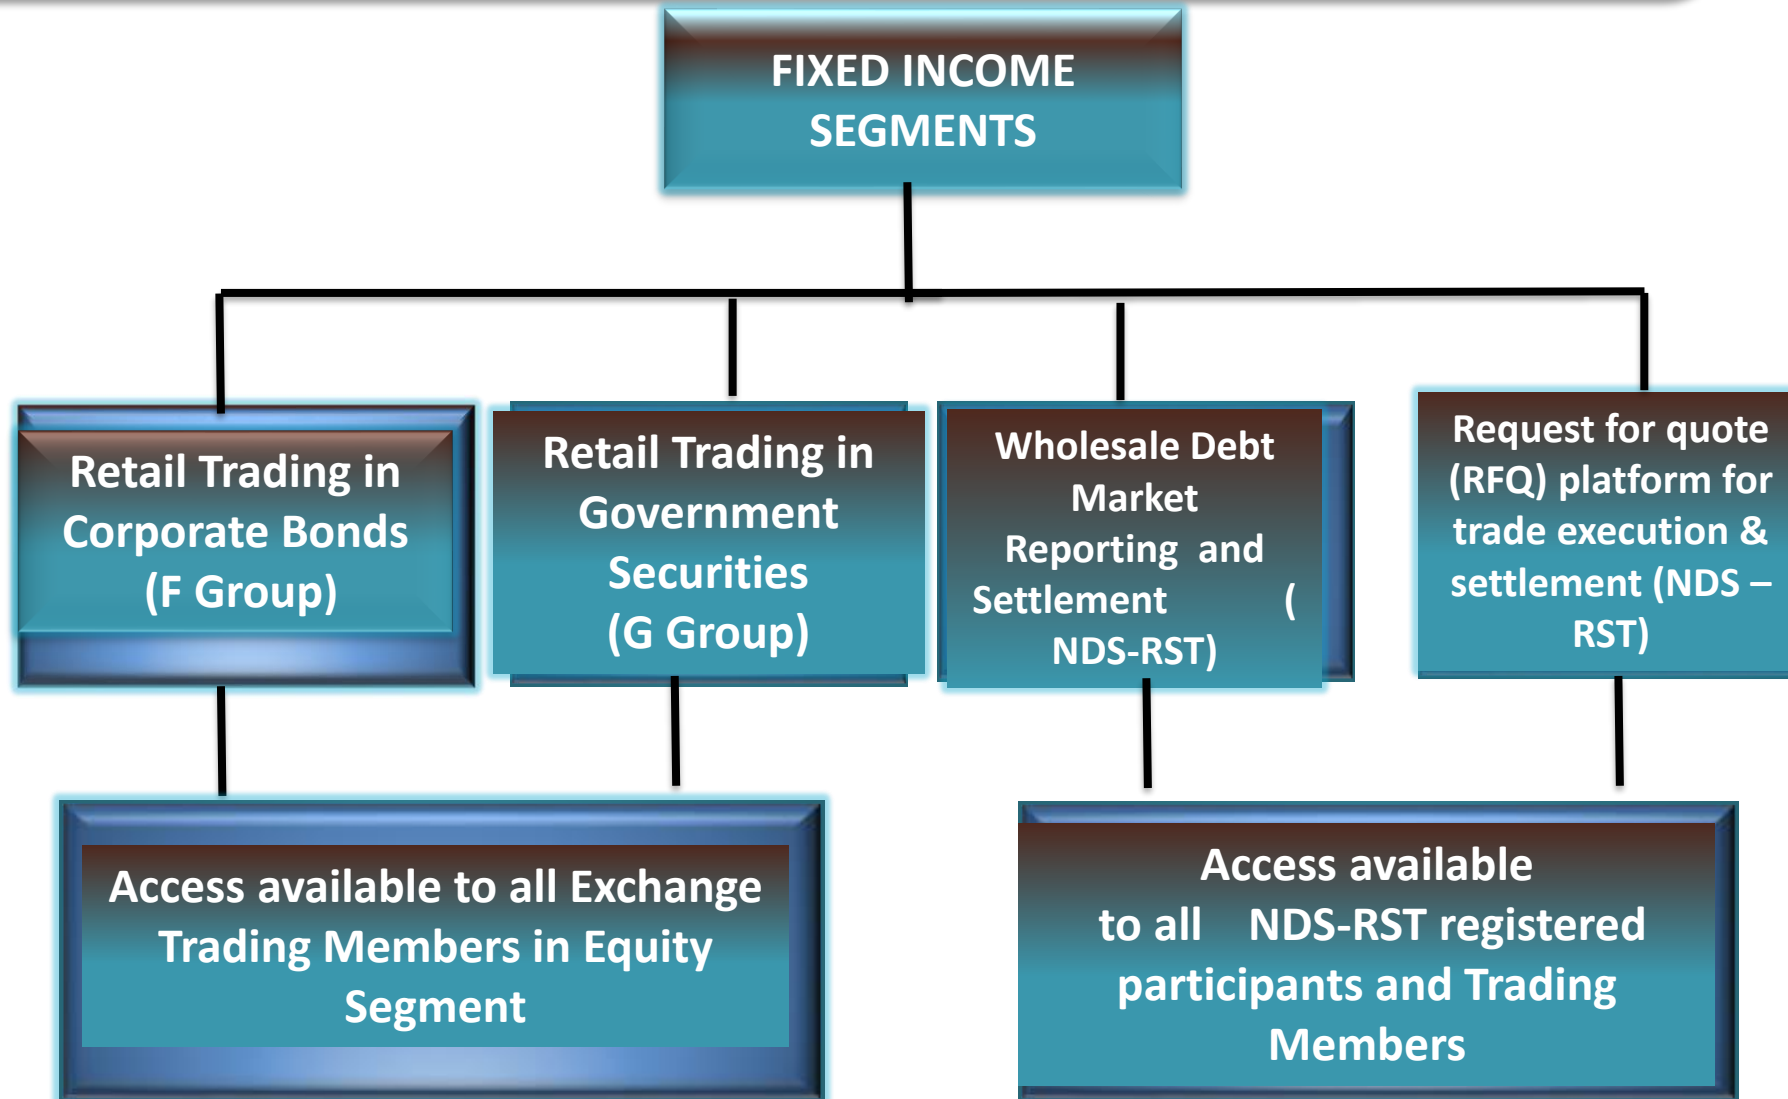 FIXED INCOME
SEGMENTS
Retail Trading in
Corporate Bonds
(F Group)
Retail Trading in
Government
Securities
(G Group)
Wholesale Debt
Market
Reporting and
Settlement (
NDS-RST)
Request for quote
(RFQ) platform for
trade execution &
settlement (NDS –
RST)
Access available to all Exchange
Trading Members in Equity
Segment
Access available
to all NDS-RST registered
participants and Trading
Members